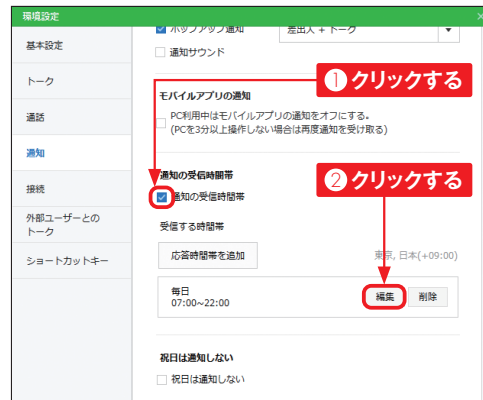 環境設定
×
基本設定
トーク
通話
通知
接続
外部ユーザーとの
トーク
ショートカットキー
ポップアップ通知
差出人 + トーク
通知サウンド
①クリックする
モバイルアプリの通知
PC利用中はモバイルアプリの通知をオフにする。
(PCを3分以上操作しない場合は再度通知を受け取る)
通知の受信時間帯
②クリックする
通知の受信時間帯
受信する時間帯
応答時間帯を追加
東京, 日本(+09:00)
毎日
07:00~22:00
編集
削除
祝日は通知しない
祝日は通知しない